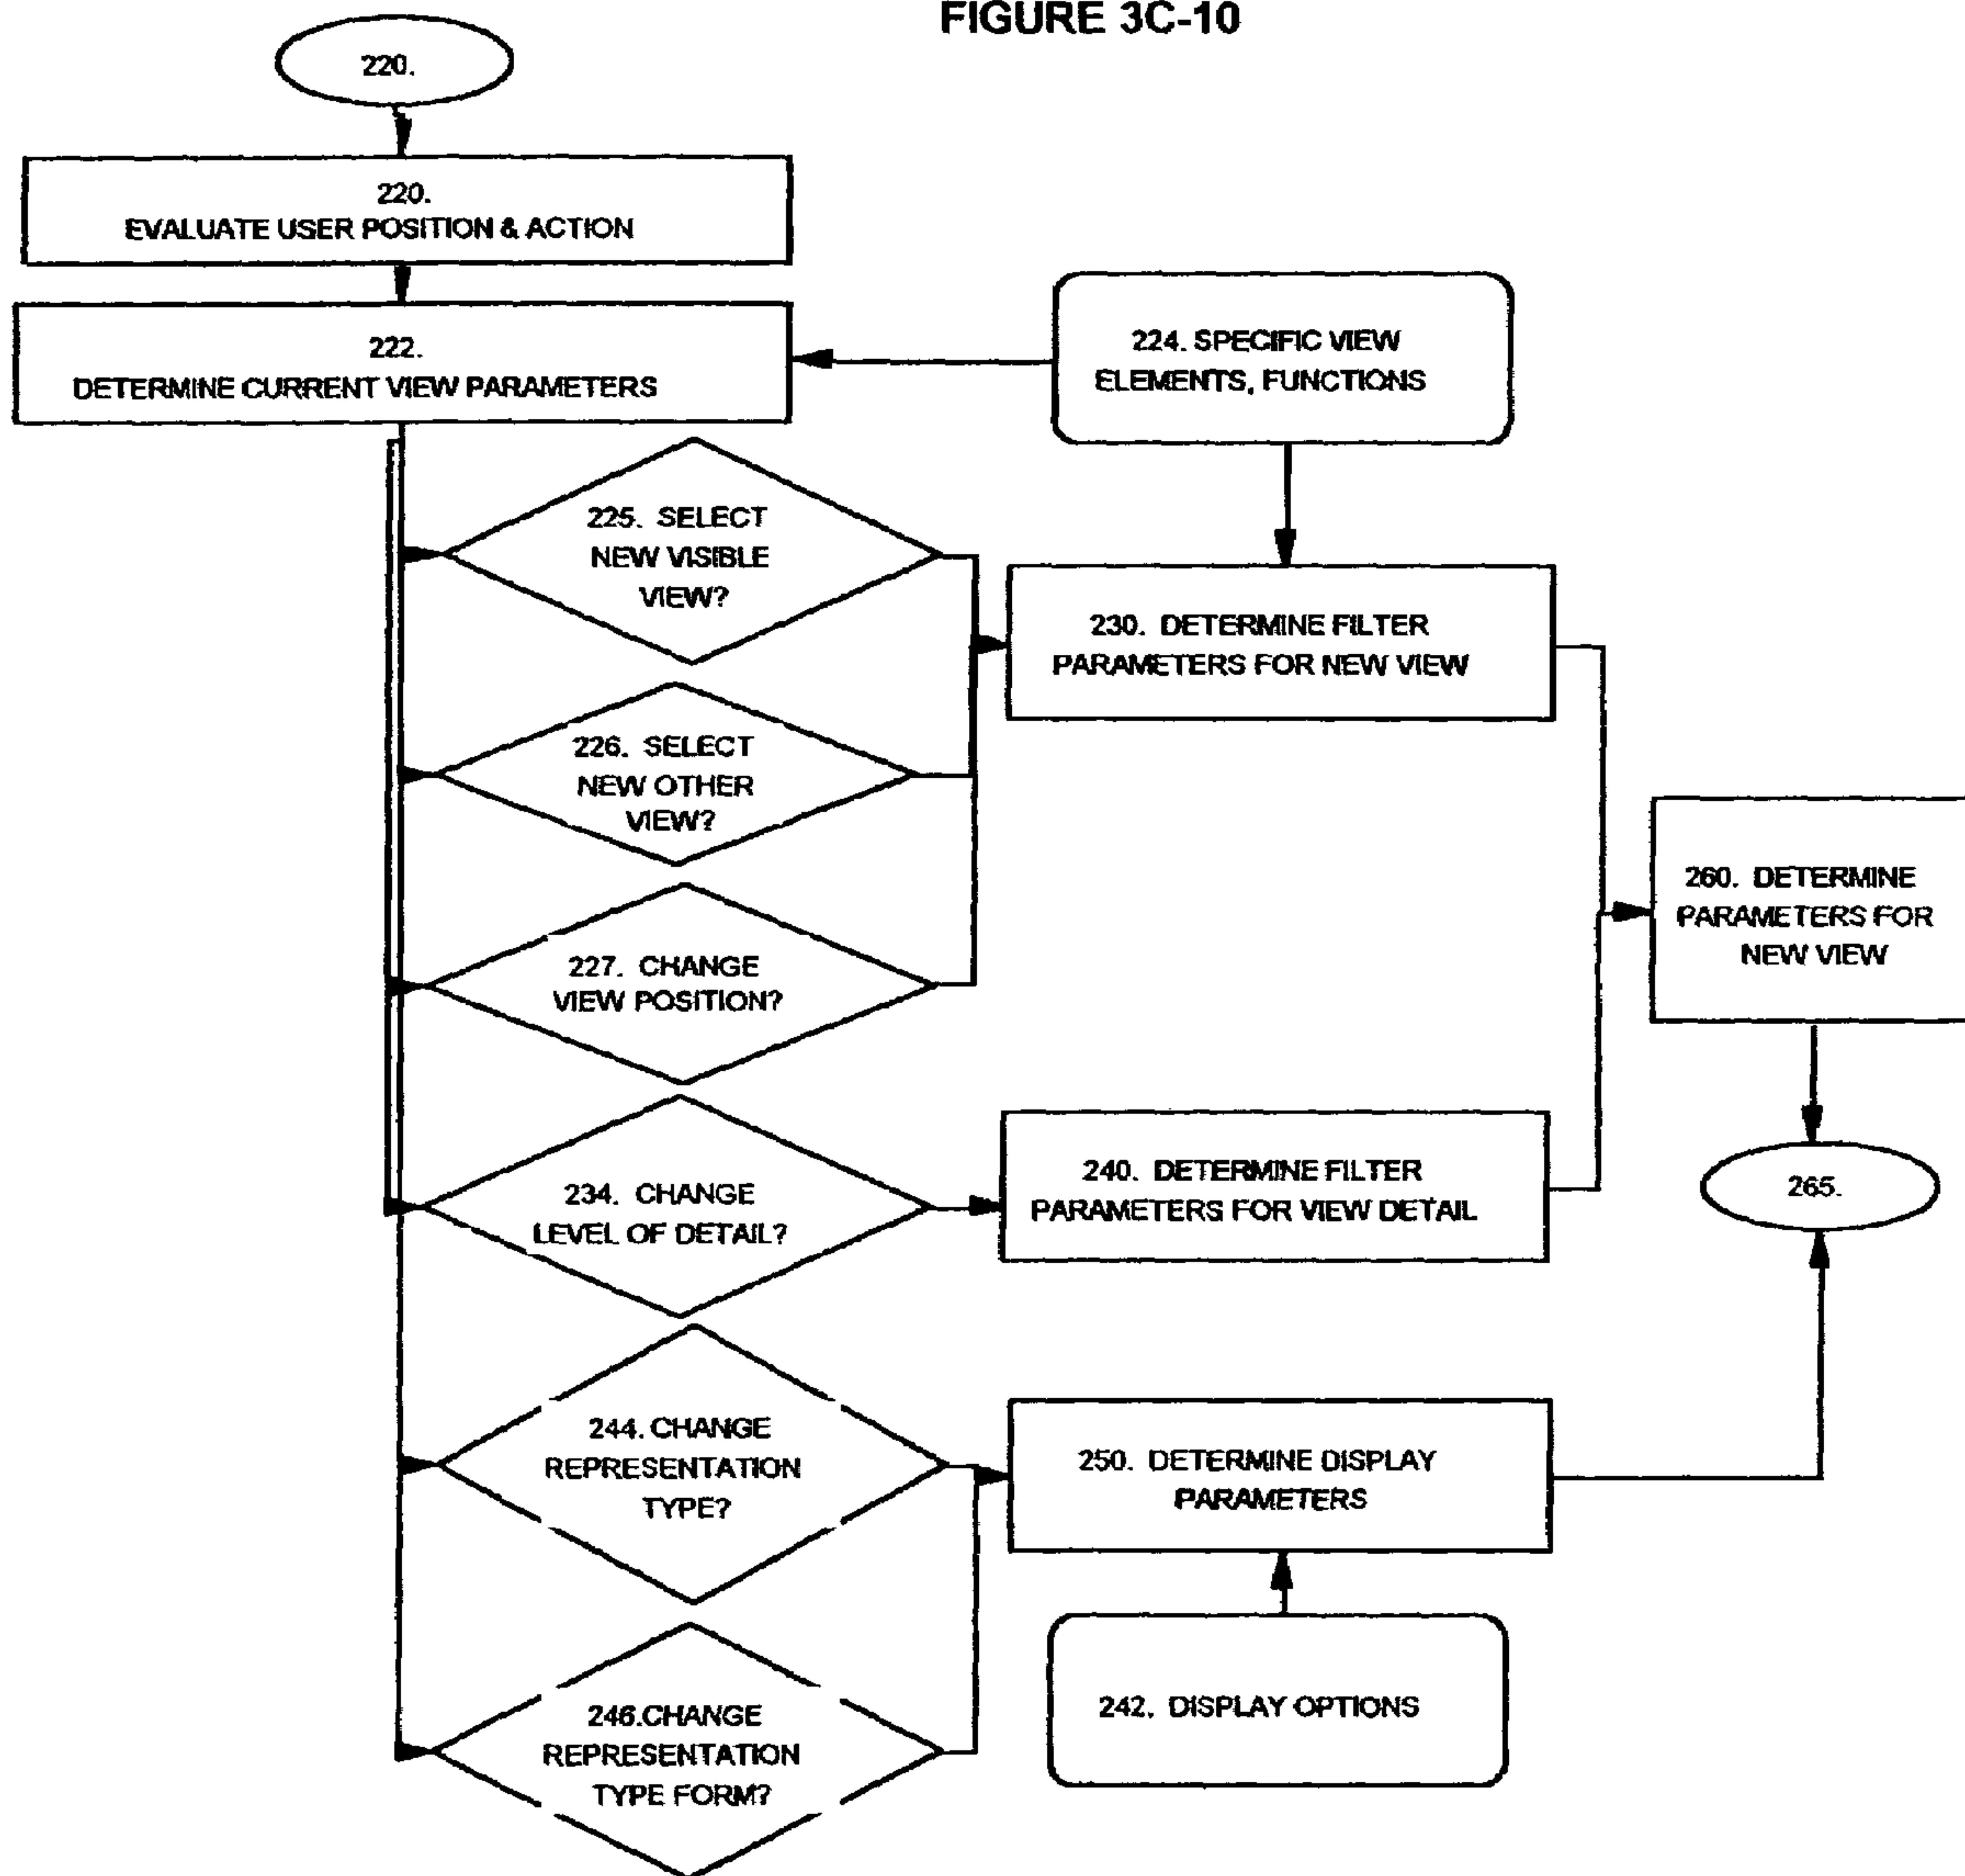 FIGURE 3C-10
220.
220.
EVALUATE USER POSITION & ACTION
222.
DETERMINE CURRENT VIEW PARAMETERS
224. SPECIFIC VIEW
ELEMENTS, FUNCTIONS
225. SELECT
NEW VISIBLE
VIEW?
230. DETERMINE FILTER
PARAMETERS FOR NEW VIEW
226. SELECT
NEW OTHER
VIEW?
260. DETERMINE
PARAMETERS FOR
NEW VIEW
227. CHANGE
VIEW POSITION?
234. CHANGE
LEVEL OF DETAIL?
240. DETERMINE FILTER
PARAMETERS FOR VIEW DETAIL
265.
244. CHANGE
REPRESENTATION
TYPE?
250. DETERMINE DISPLAY
PARAMETERS
246.CHANGE
REPRESENTATION
TYPE FORM?
242. DISPLAY OPTIONS